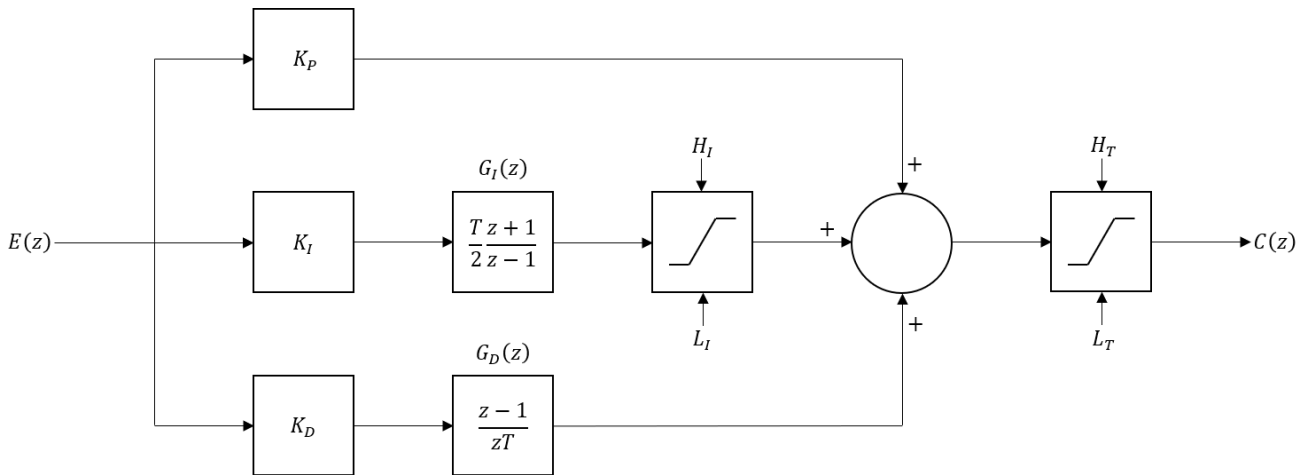 K_P
+
G_I(z)
H_I
H_T
E(z)
K_I
T/2 z + 1/z − 1
+
C(z)
L_I
L_T
+
G_D(z)
K_D
z − 1/zT